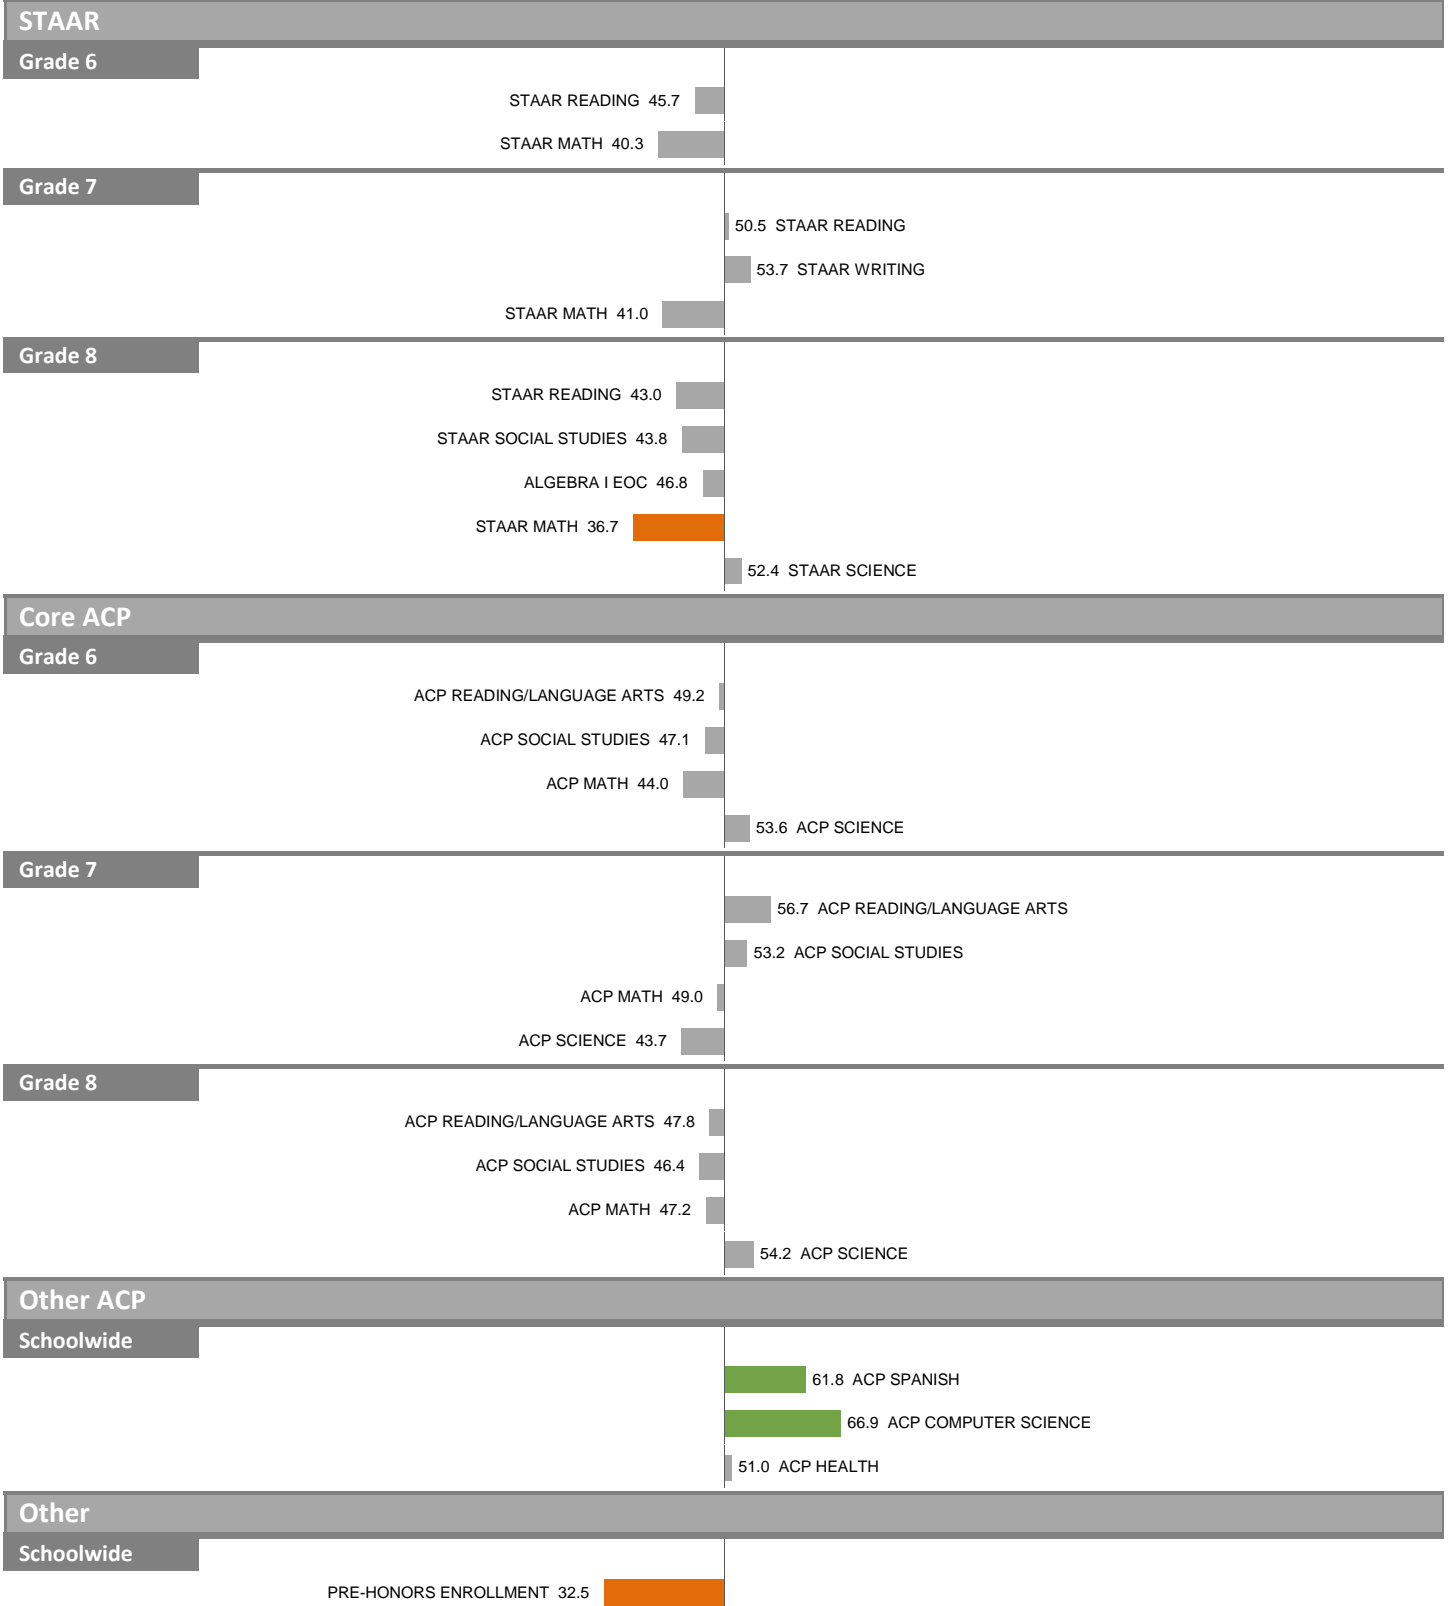 STAAR
Grade 6
STAAR READING 45.7
STAAR MATH 40.3
Grade 7
50.5 STAAR READING
53.7 STAAR WRITING
STAAR MATH 41.0
Grade 8
STAAR READING 43.0
STAAR SOCIAL STUDIES 43.8
ALGEBRA I EOC 46.8
STAAR MATH 36.7
52.4 STAAR SCIENCE
Core ACP
Grade 6
ACP READING/LANGUAGE ARTS 49.2
ACP SOCIAL STUDIES 47.1
ACP MATH 44.0
53.6 ACP SCIENCE
Grade 7
56.7 ACP READING/LANGUAGE ARTS
53.2 ACP SOCIAL STUDIES
ACP MATH 49.0
ACP SCIENCE 43.7
Grade 8
ACP READING/LANGUAGE ARTS 47.8
ACP SOCIAL STUDIES 46.4
ACP MATH 47.2
54.2 ACP SCIENCE
Other ACP
Schoolwide
61.8 ACP SPANISH
66.9 ACP COMPUTER SCIENCE
51.0 ACP HEALTH
Other
Schoolwide
PRE-HONORS ENROLLMENT 32.5